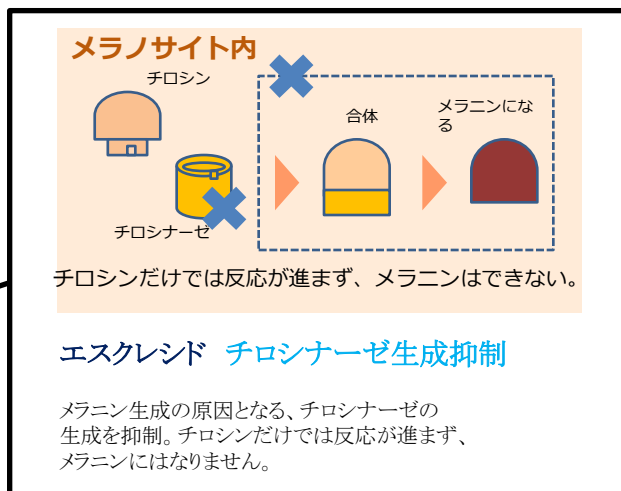 メラノサイト内
チロシン
合体
メラニンにな
る
チロシナーゼ
チロシンだけでは反応が進まず、メラニンはできない。
エスクレシド チロシナーゼ生成抑制
メラニン生成の原因となる、チロシナーゼの
生成を抑制。チロシンだけでは反応が進まず、
メラニンにはなりません。